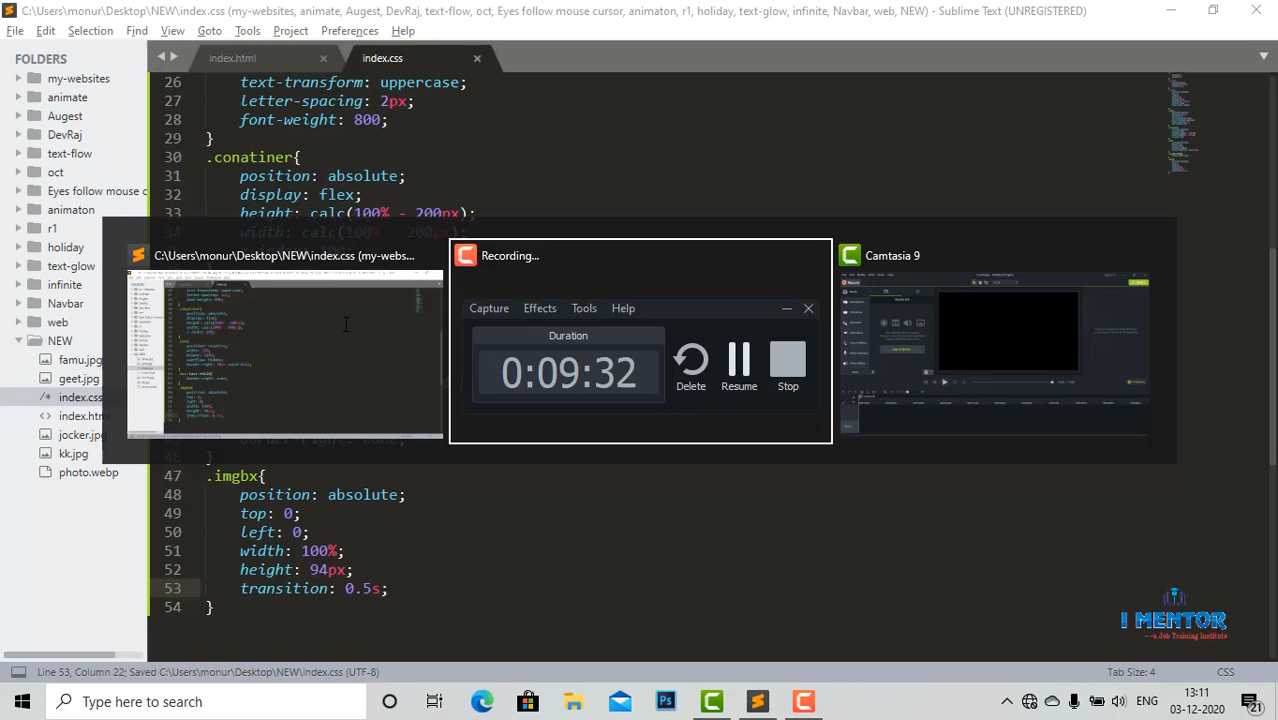 C:\Users\monur\Desktop\NEW\index.css (my-websites, animate, Augest, DevRaj, text-flow, oct, Eyes follow mouse cursor, animaton, r1, holiday, text-glow, infinite, Navbar, web, NEW) - Sublime Text (UNREGISTERED)
File Edit Selection Find View Goto Tools Project Preferences Help
FOLDERS
my-websites
animate
Augest
DevRaj
text-flow
oct
Eyes follow mouse c
animaton
r1
holiday
text-glow
infinite
Navbar
web
NEW
famu.jpg
geet.jpg
/* index.css
index.html
jocker.jpg
kk.jpg
photo.webp
index.html index.css
26 text-transform: uppercase;
27 letter-spacing: 2px;
28 font-weight: 800;
29 }
30 .conatiner{
31 position: absolute;
32 display: flex;
33 height: calc(100% - 200px);
width: calc(100% - 200px);
C:\Users\monur\Desktop\NEW\index.css (my-webs...
Recording...
Capture Effects Tools Help
Duration
Delete Resume Stop
Camtasia 9
border-right: none;
46 }
47 .imgbx{
48 position: absolute;
49 top: 0;
50 left: 0;
51 width: 100%;
52 height: 94px;
53 transition: 0.5s;
54 }
I MENTOR
a Job Training Institute
Line 53, Column 22; Saved C:\Users\monur\Desktop\NEW\index.css (UTF-8)
Tab Size: 4 CSS
Type here to search
ENG
13:11
03-12-2020
21